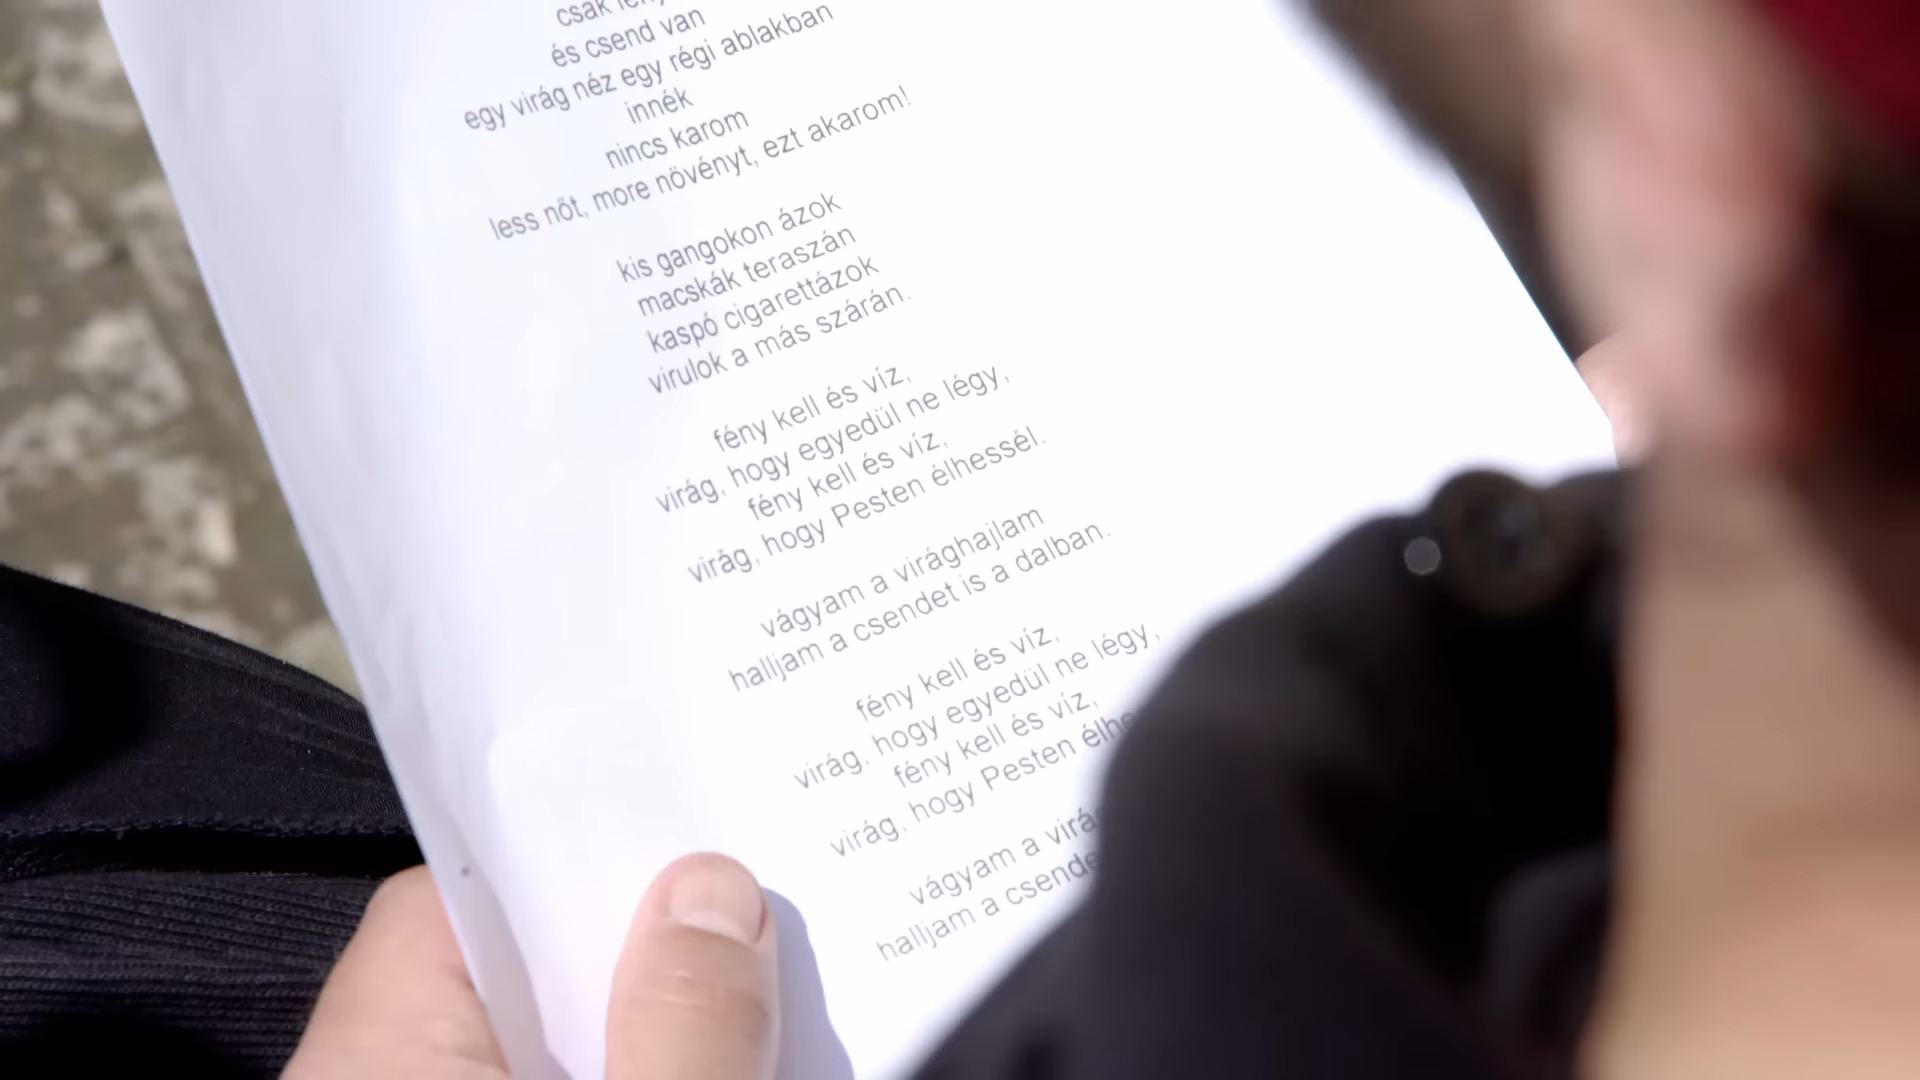 csak
és csend van
egy virág néz egy régi ablakban
innék
nincs karom
less nőt, more növényt, ezt akarom!
kis gangokon ázok
macskák teraszán
kaspó cigarettázok
virulok a más szárán.
fény kell és víz,
virág, hogy egyedül ne légy,
fény kell és víz,
virág, hogy Pesten élhessél.
vágyam a virághajlam
halljam a csendet is a dalban.
fény kell és víz,
virág, hogy egyedül ne légy,
fény kell és víz,
virág, hogy Pesten
vágyam a
halljam a